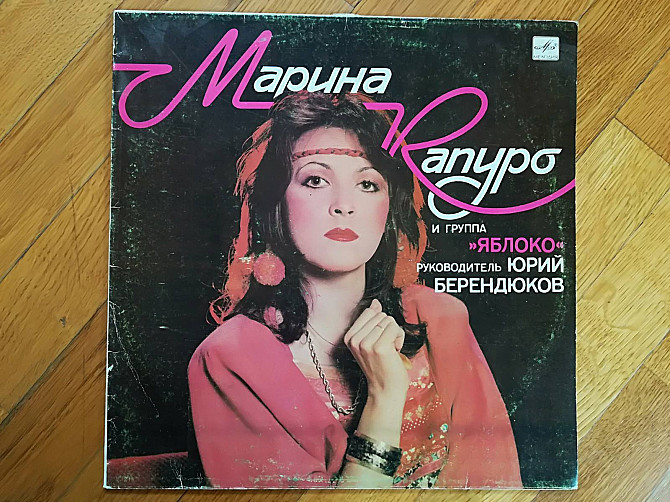 Марина
Капуро
И ГРУППА
»ЯБЛОКО«
РУКОВОДИТЕЛЬ ЮРИЙ
БЕРЕНДЮКОВ